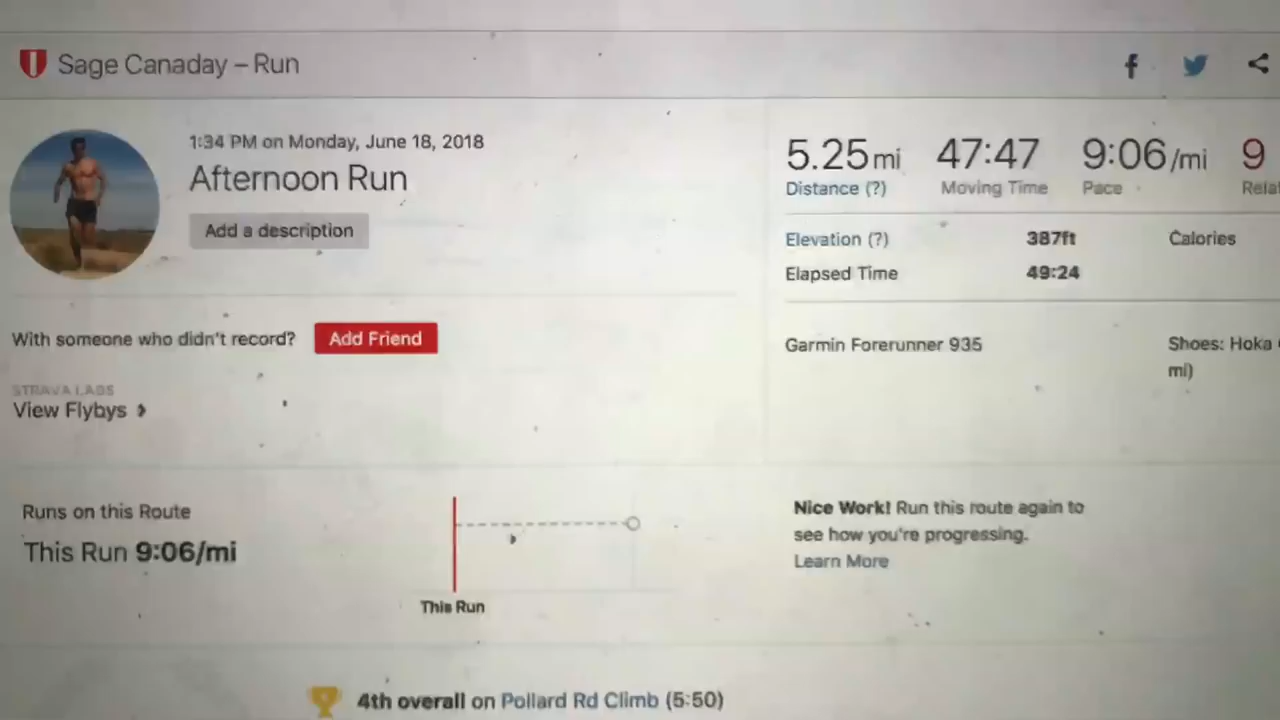 Sage Canaday – Run
1:34 PM on Monday, June 18, 2018
Afternoon Run
Add a description
5.25 mi 47:47 9:06 /mi 9
Distance (?) Moving Time Pace
Elevation (?) 387ft Calories
Elapsed Time 49:24
With someone who didn't record? Add Friend
Garmin Forerunner 935
Shoes: Hoka
mi)
STRAVA LABS
View Flybys
Runs on this Route
This Run 9:06/mi
This Run
Nice Work! Run this route again to
see how you're progressing.
Learn More
4th overall on Pollard Rd Climb (5:50)